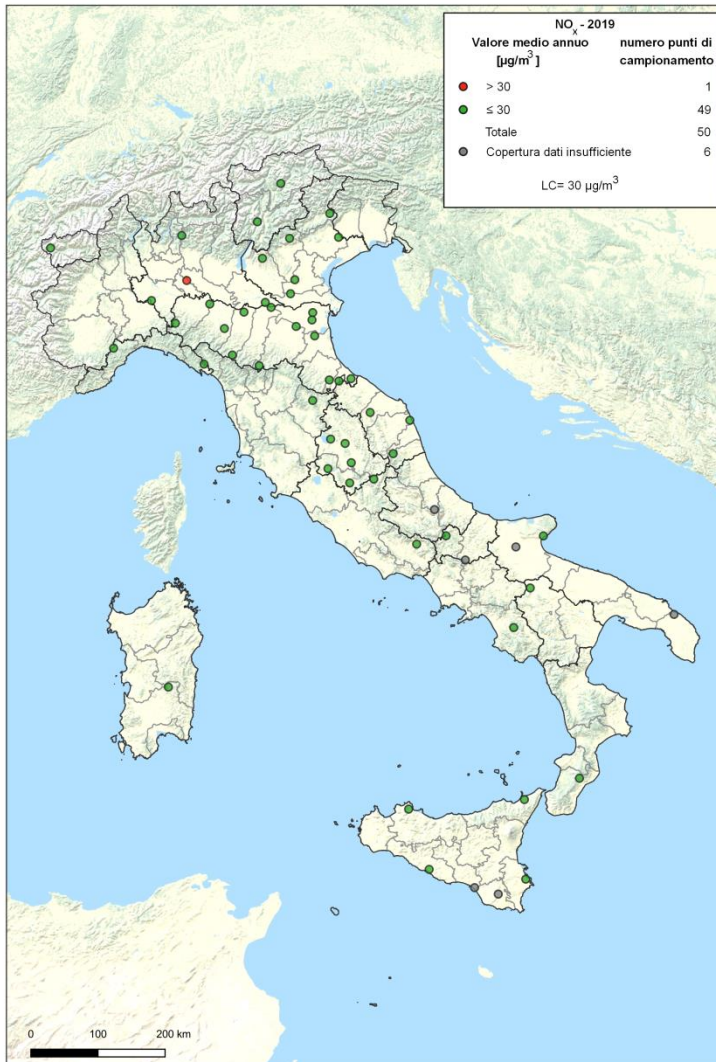 NOx - 2019
Valore medio annuo numero punti di
[µg/m³] campionamento
> 30 1
≤ 30 49
Totale 50
Copertura dati insufficiente 6
LC= 30 µg/m³
0 100 200 km